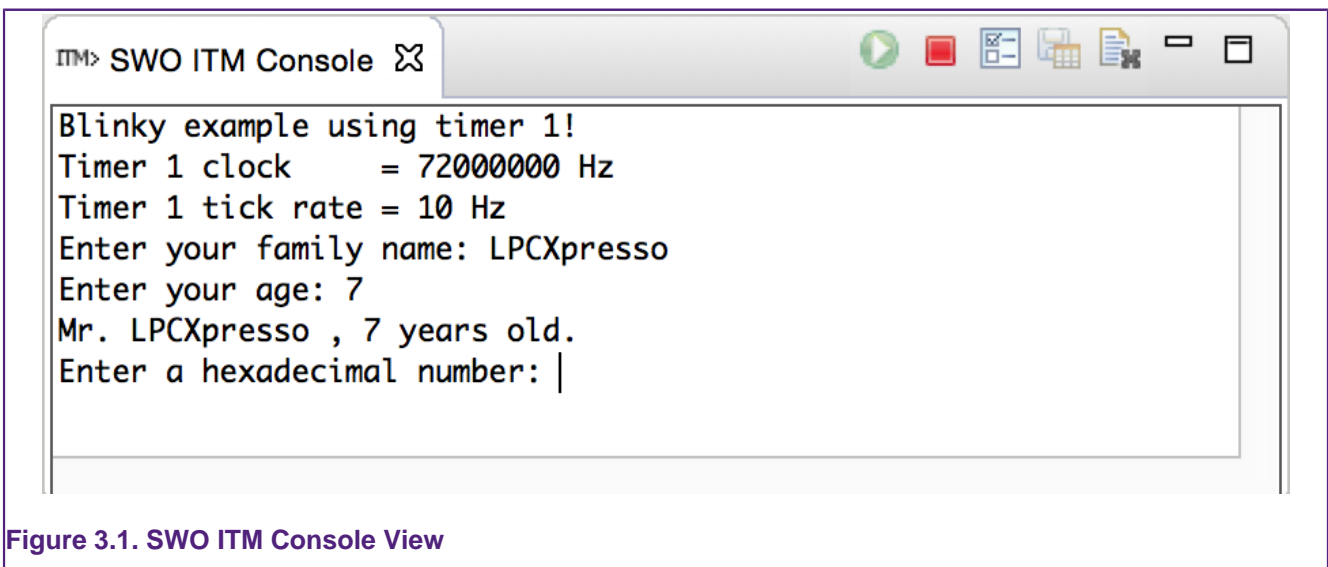 ITM> SWO ITM Console
Blinky example using timer 1!
Timer 1 clock     = 72000000 Hz
Timer 1 tick rate = 10 Hz
Enter your family name: LPCXpresso
Enter your age: 7
Mr. LPCXpresso , 7 years old.
Enter a hexadecimal number:
Figure 3.1. SWO ITM Console View